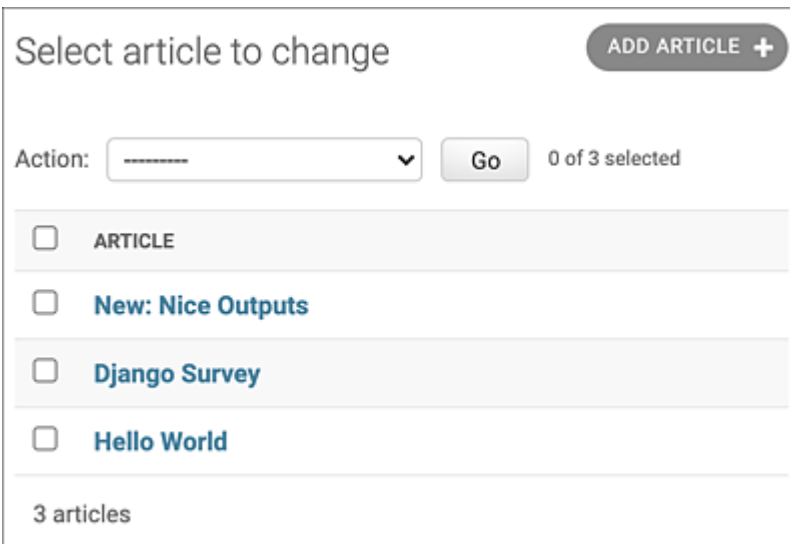 Select article to change
ADD ARTICLE +
Action: --------- Go 0 of 3 selected
ARTICLE
New: Nice Outputs
Django Survey
Hello World
3 articles